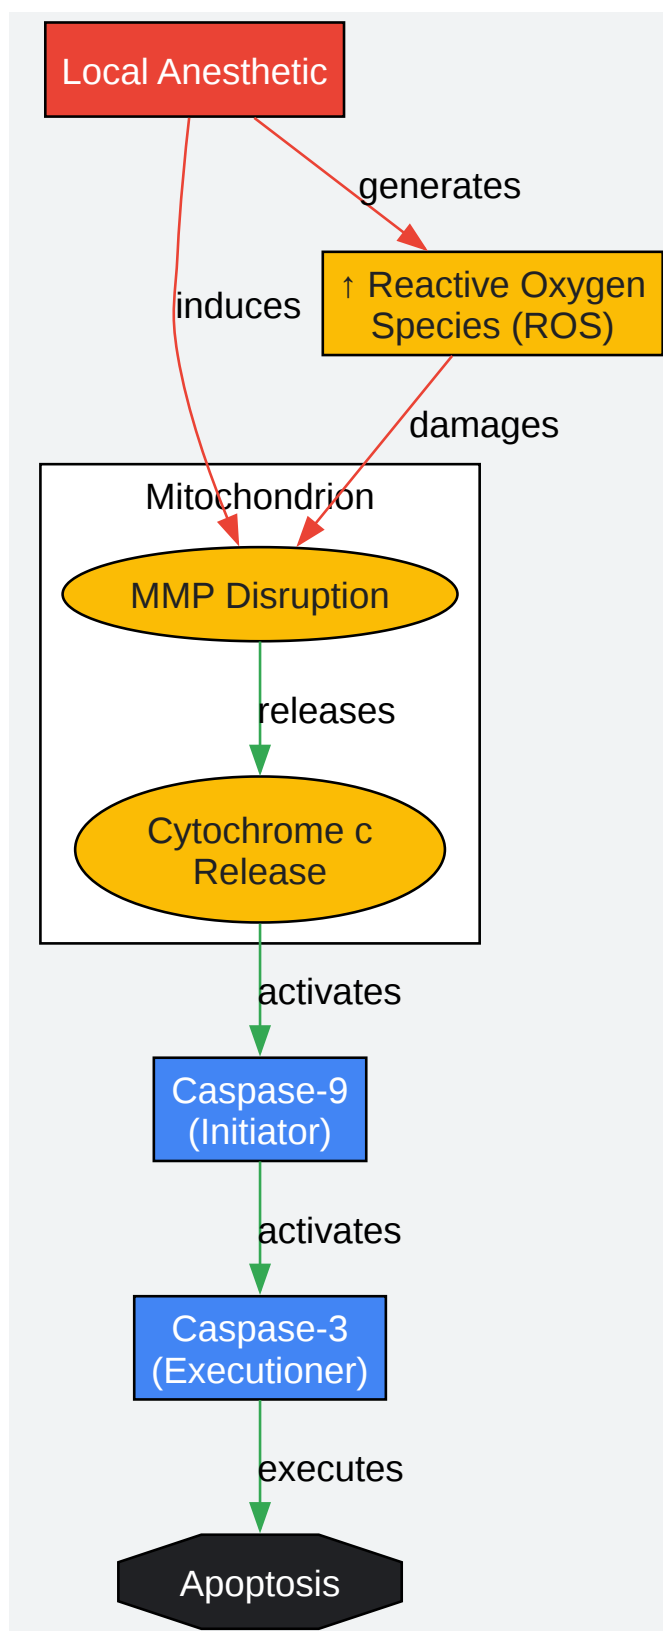 Local Anesthetic
generates
↑ Reactive Oxygen
Species (ROS)
induces
damages
Mitochondrion
MMP Disruption
releases
Cytochrome c
Release
activates
Caspase-9
(Initiator)
activates
Caspase-3
(Executioner)
executes
Apoptosis